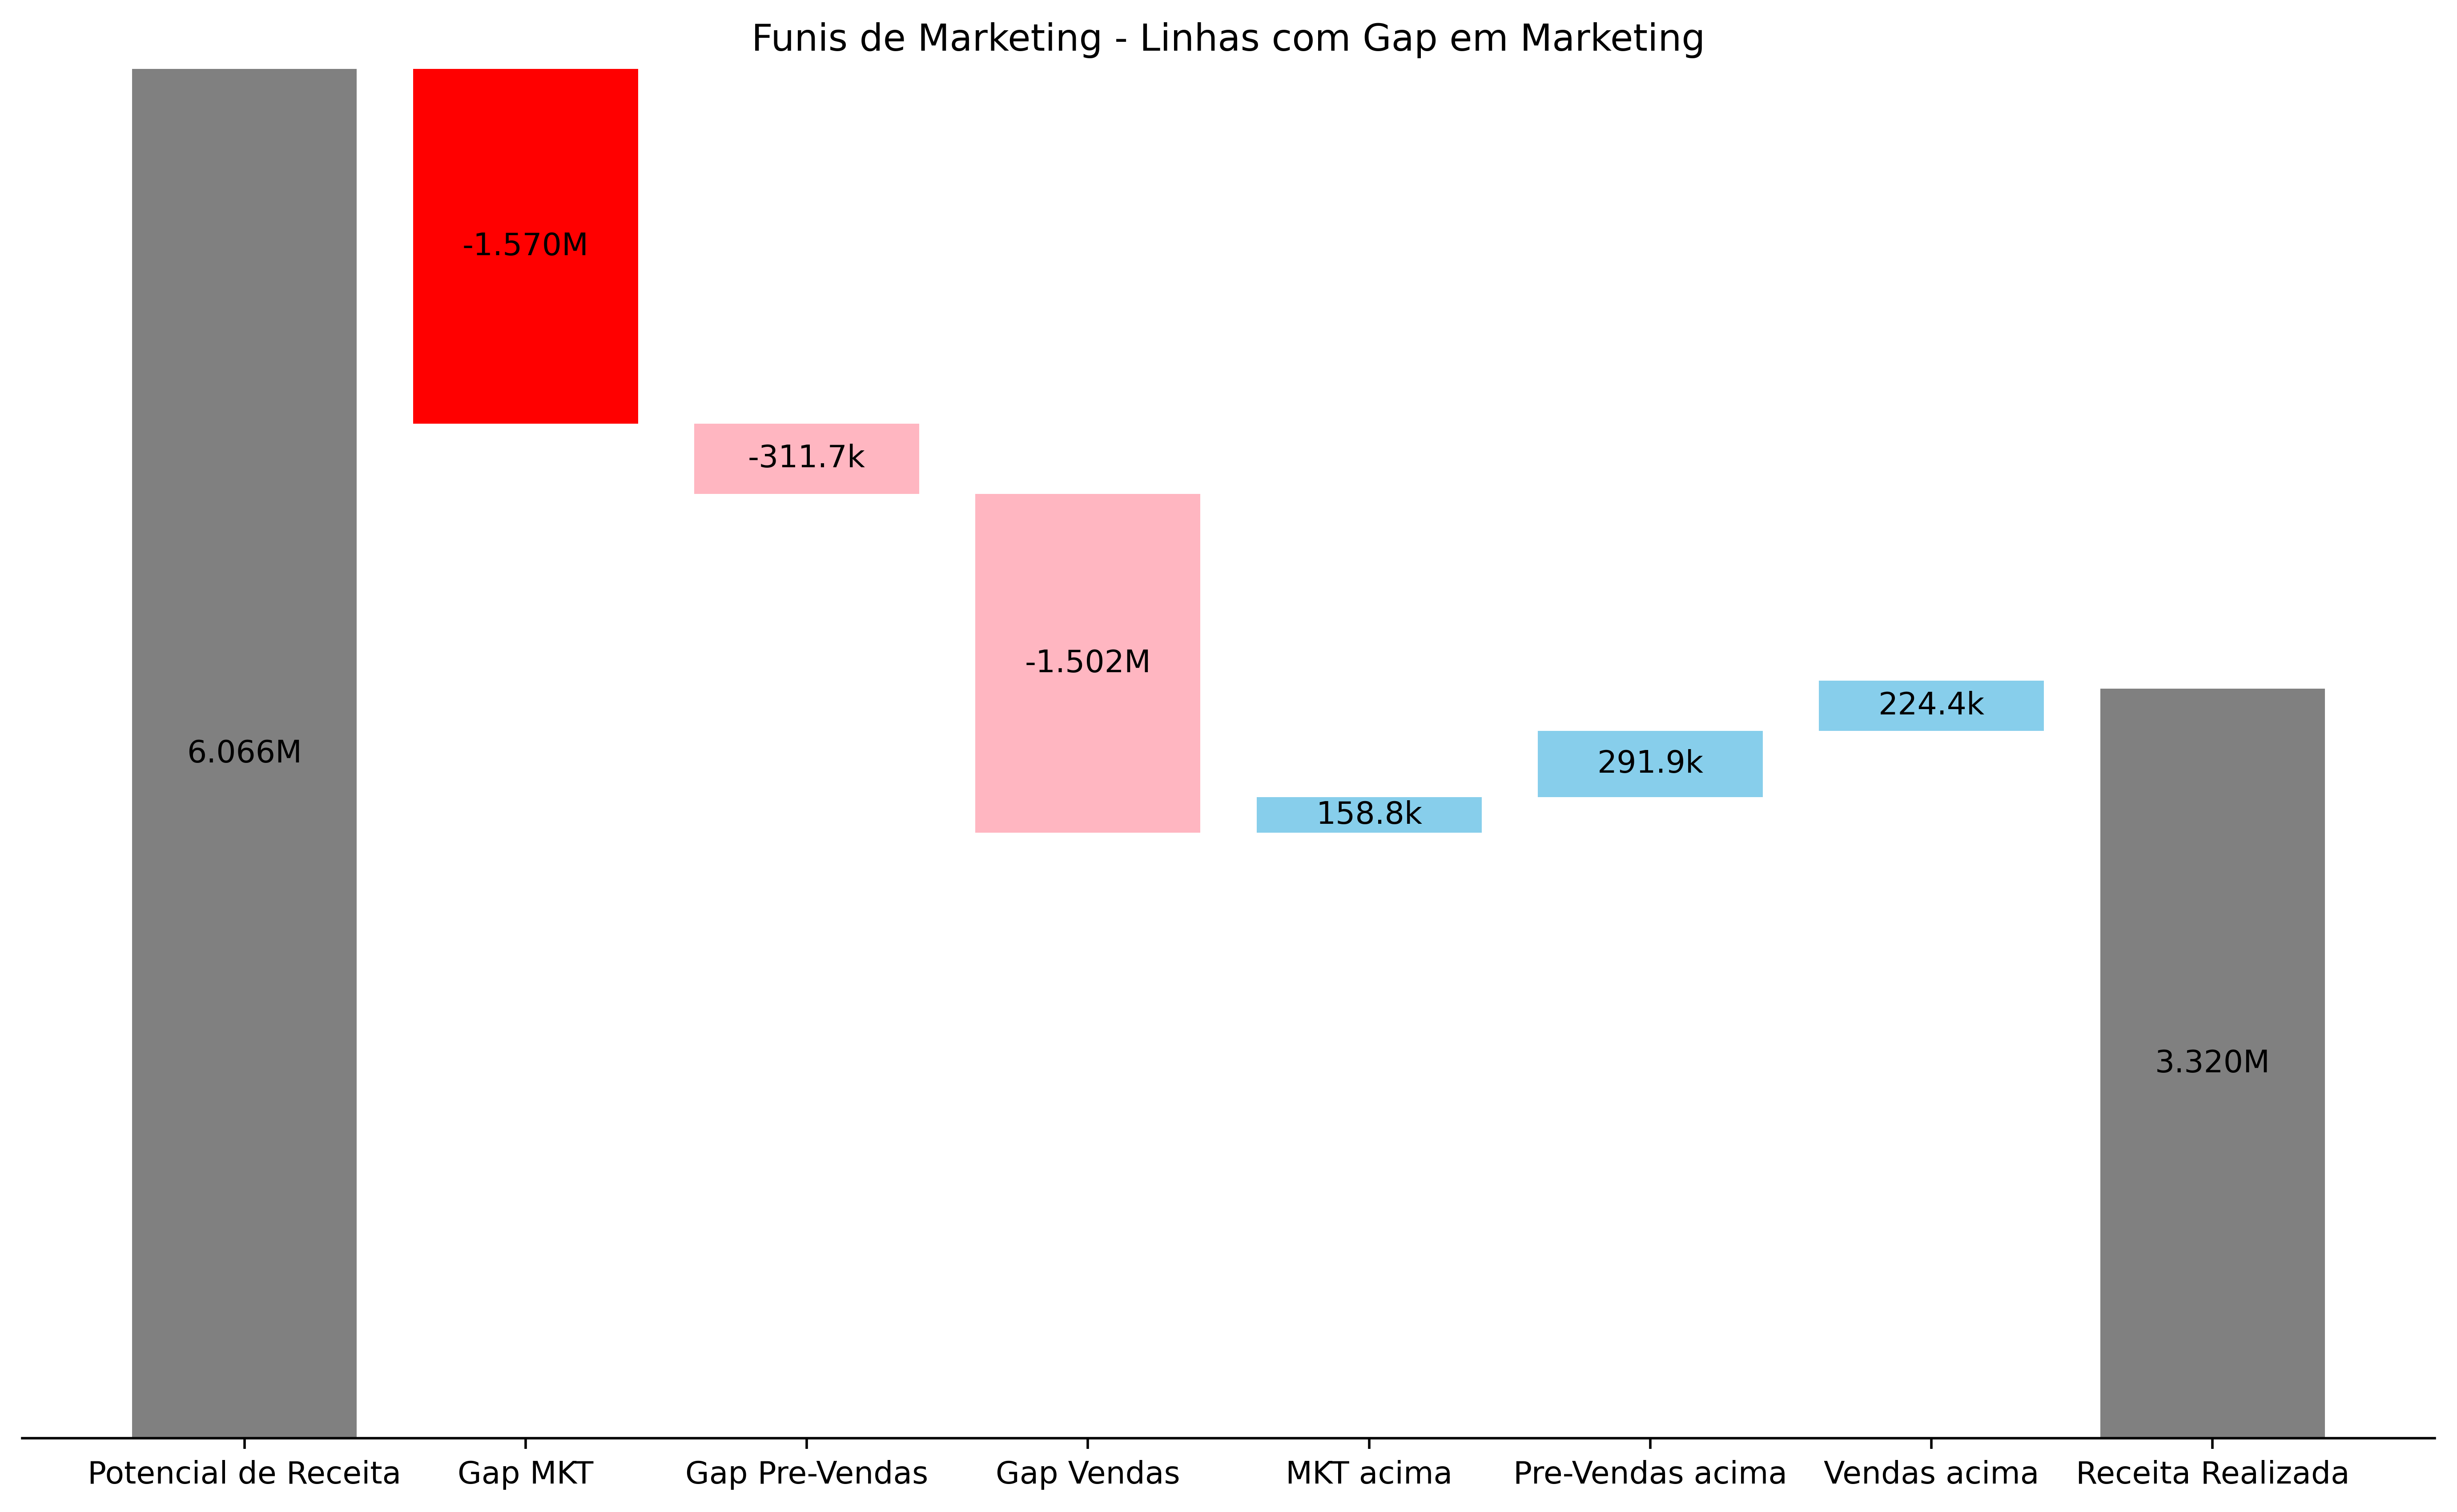 Funis de Marketing - Linhas com Gap em Marketing
-1.570M
-311.7k
-1.502M
224.4k
6.066M
291.9k
158.8k
3.320M
Potencial de Receita
Gap MKT
Gap Pre-Vendas
Gap Vendas
MKT acima
Pre-Vendas acima
Vendas acima
Receita Realizada